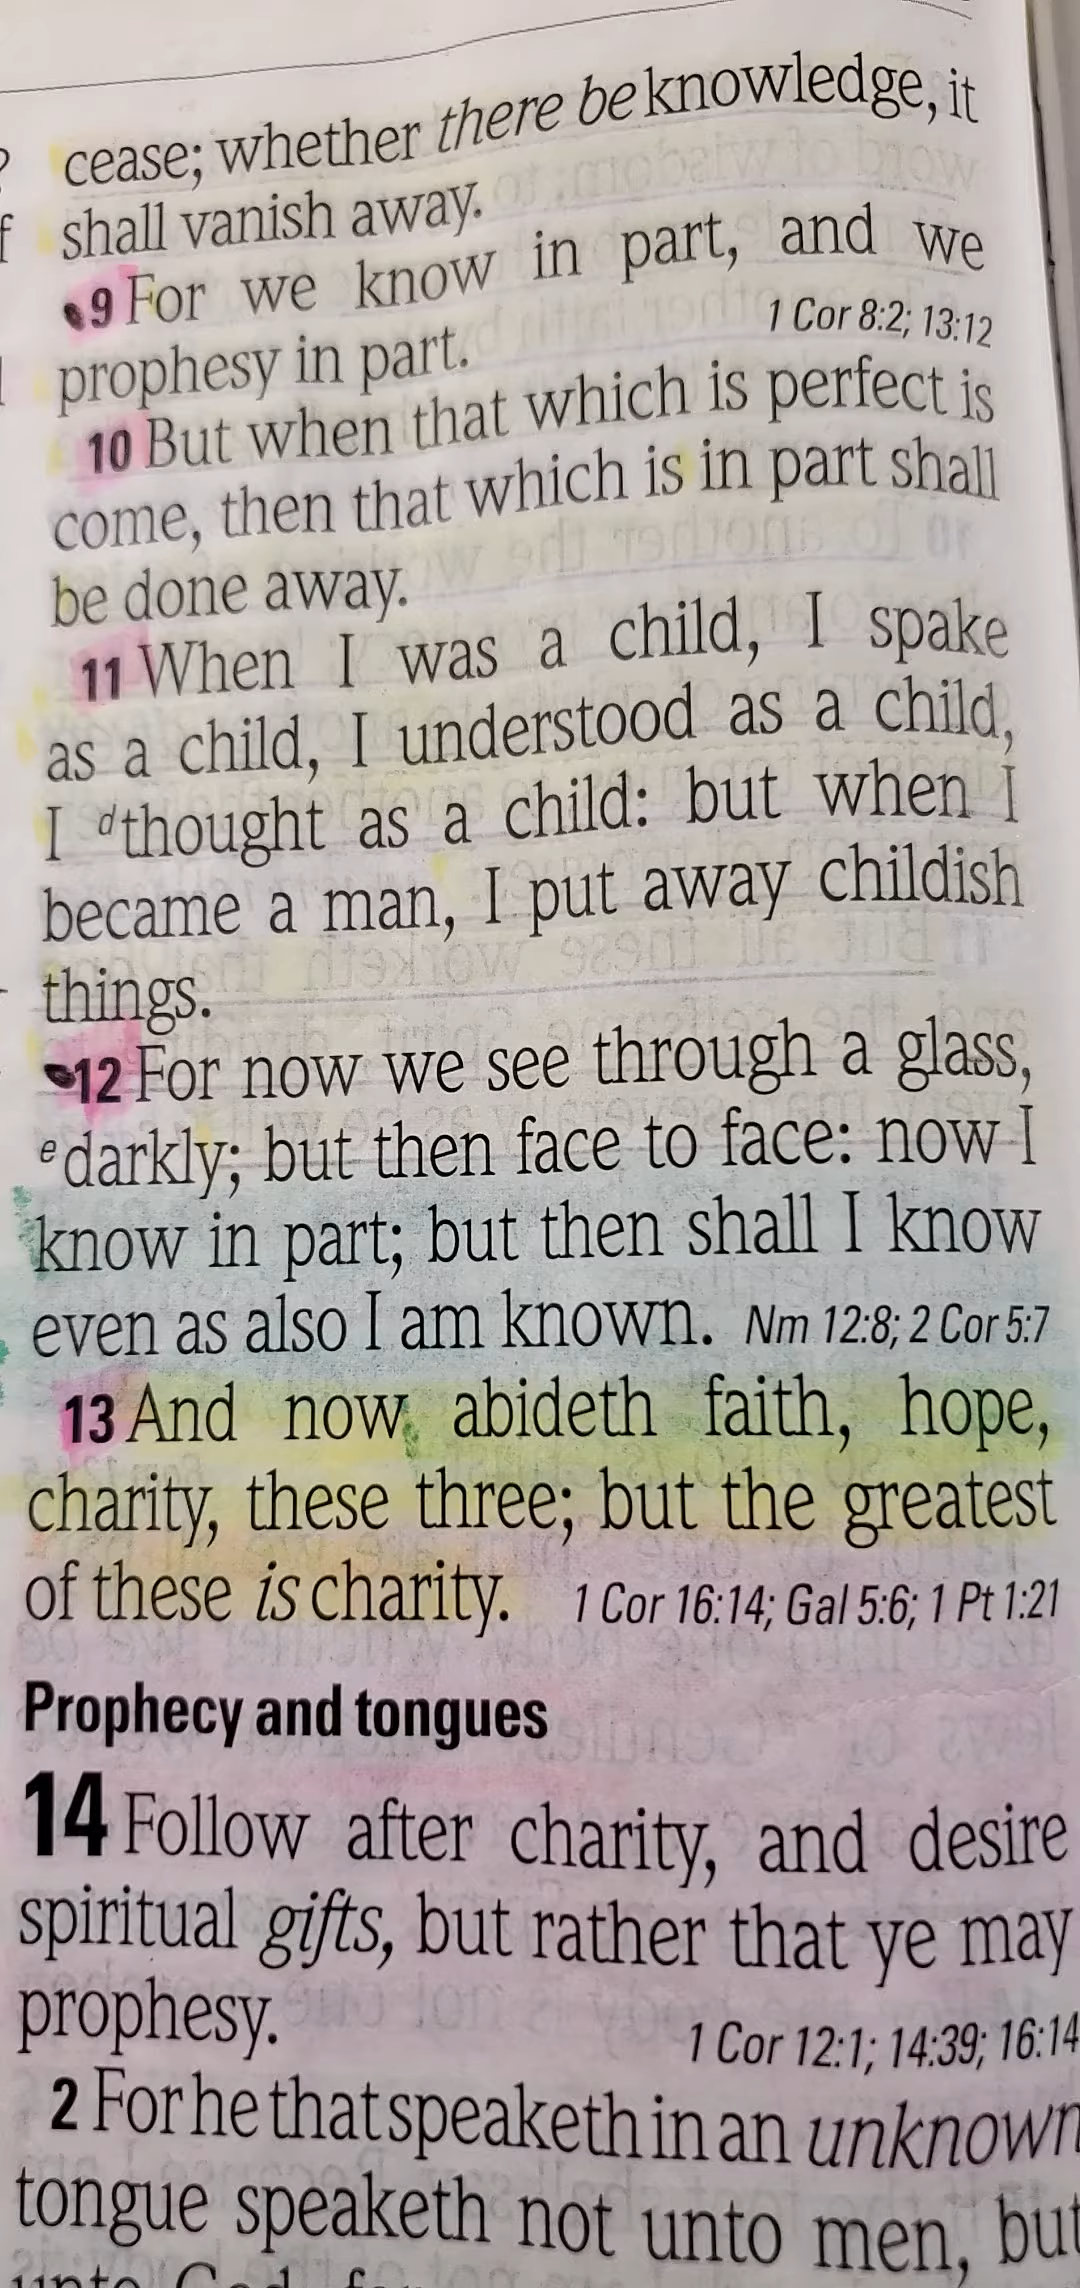 cease; whether there be knowledge, it
shall vanish away.
9 For we know in part, and we
prophesy in part. 1 Cor 8:2; 13:12
10 But when that which is perfect is
come, then that which is in part shall
be done away.
11 When I was a child, I spake
as a child, I understood as a child,
I d thought as a child: but when I
became a man, I put away childish
things.
12 For now we see through a glass,
e darkly; but then face to face: now I
know in part; but then shall I know
even as also I am known. Nm 12:8; 2 Cor 5:7
13 And now abideth faith, hope,
charity, these three; but the greatest
of these is charity. 1 Cor 16:14; Gal 5:6; 1 Pt 1:21
Prophecy and tongues
14 Follow after charity, and desire
spiritual gifts, but rather that ye may
prophesy. 1 Cor 12:1; 14:39; 16:14
2 For he that speaketh in an unknown
tongue speaketh not unto men, but
unto God, for